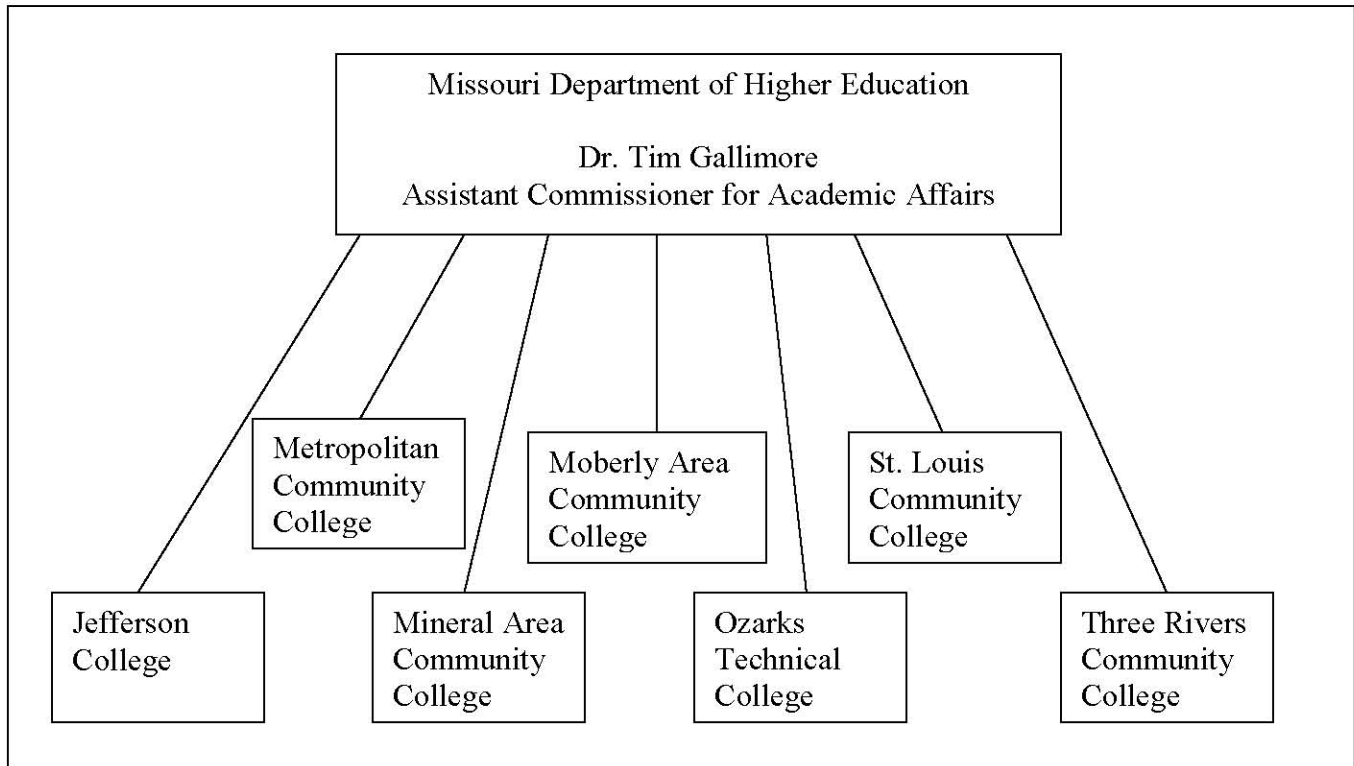 Missouri Department of Higher Education
Dr. Tim Gallimore
Assistant Commissioner for Academic Affairs
Metropolitan
Community
College
Moberly Area
Community
College
St. Louis
Community
College
Jefferson
College
Mineral Area
Community
College
Ozarks
Technical
College
Three Rivers
Community
College